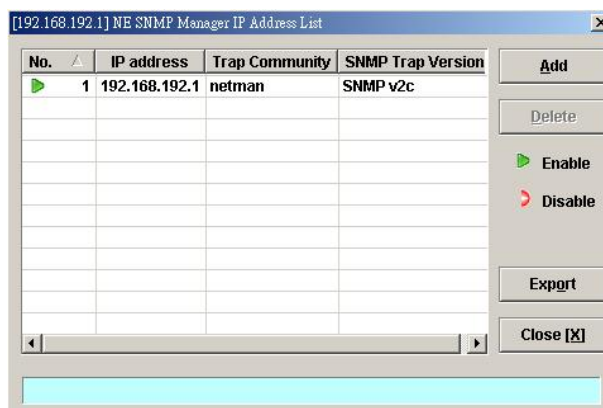 [192.168.192.1] NE SNMP Manager IP Address List
No. IP address Trap Community SNMP Trap Version
1 192.168.192.1 netman SNMP v2c
Add
Delete
Enable
Disable
Export
Close [X]